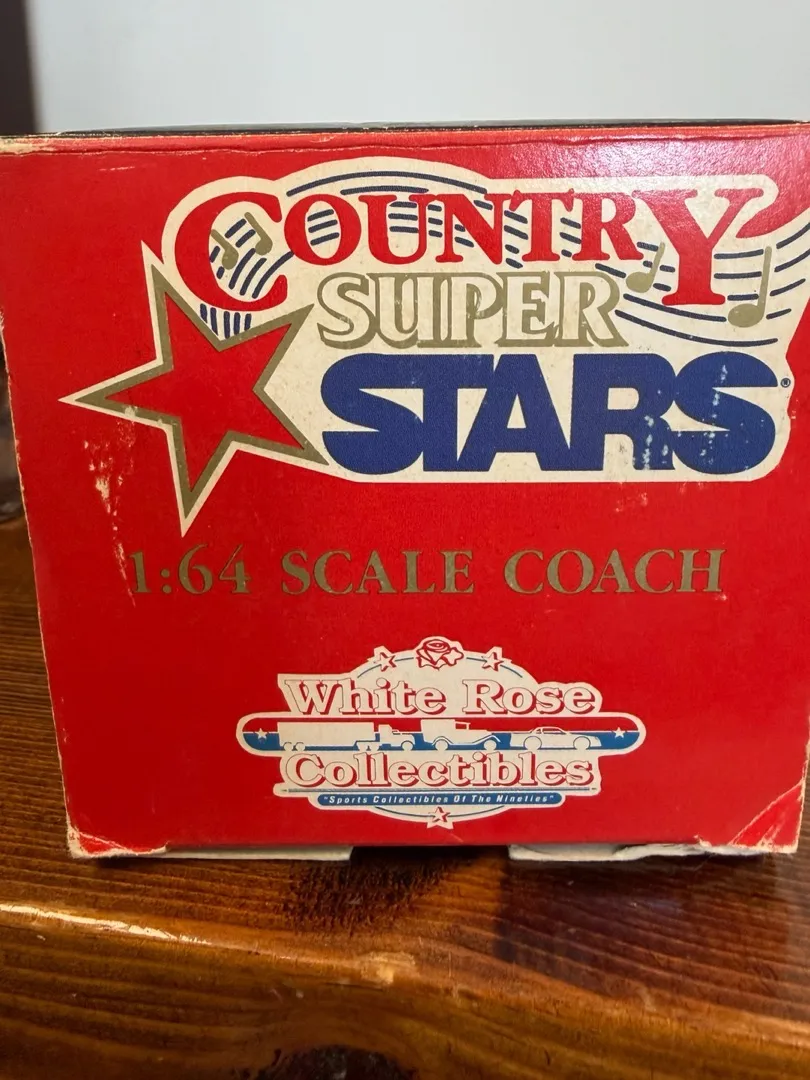 COUNTRY
SUPER
STARS®
1:64 SCALE COACH
White Rose
Collectibles
"Sports Collectibles Of The Nineties"